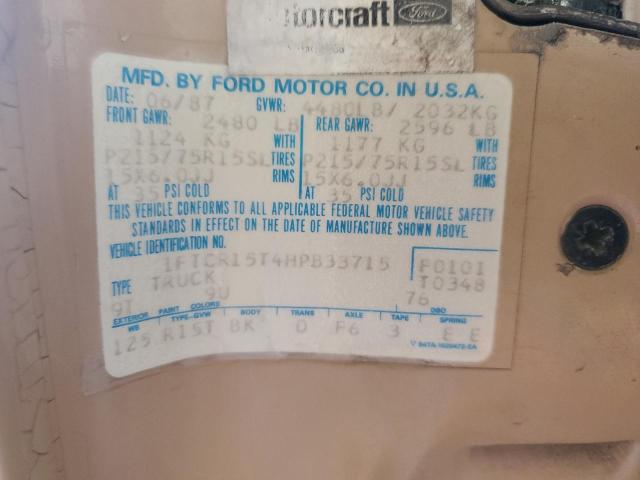 torcraft Ford
MFD. BY FORD MOTOR CO. IN U.S.A.
DATE: 06/87 GVWR: 4480LB/ 2032KG
FRONT GAWR: 2480 LB REAR GAWR: 2596 LB
1124 KG WITH 1177 KG WITH
P215/75R15SL TIRES P215/75R15SL TIRES
15X6.0JJ RIMS 15X6.0JJ RIMS
AT 35 PSI COLD AT 35 PSI COLD
THIS VEHICLE CONFORMS TO ALL APPLICABLE FEDERAL MOTOR VEHICLE SAFETY
STANDARDS IN EFFECT ON THE DATE OF MANUFACTURE SHOWN ABOVE.
VEHICLE IDENTIFICATION NO.
1FTCR15T4HPB33715 F0101
TYPE TRUCK T0348
9T 9U 76
EXTERIOR PAINT COLORS DSO
WB TYPE-GVW BODY TRANS AXLE TAPE SPRING
125 R15T BK D F6 3 E E